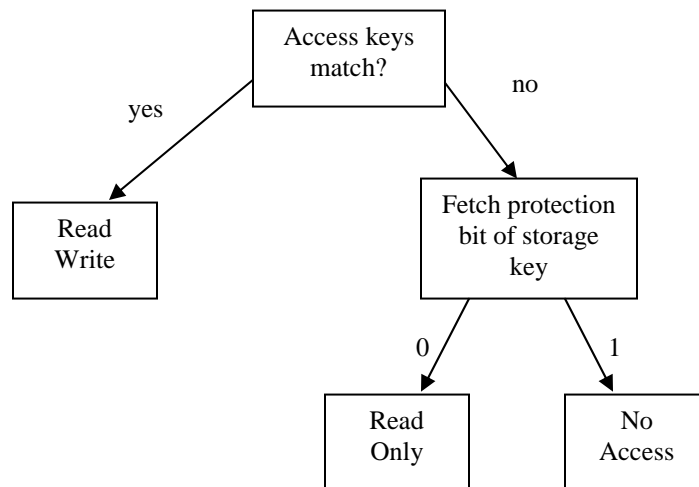 Access keys
match?
yes
no
Read
Write
Fetch protection
bit of storage
key
0
1
Read
Only
No
Access